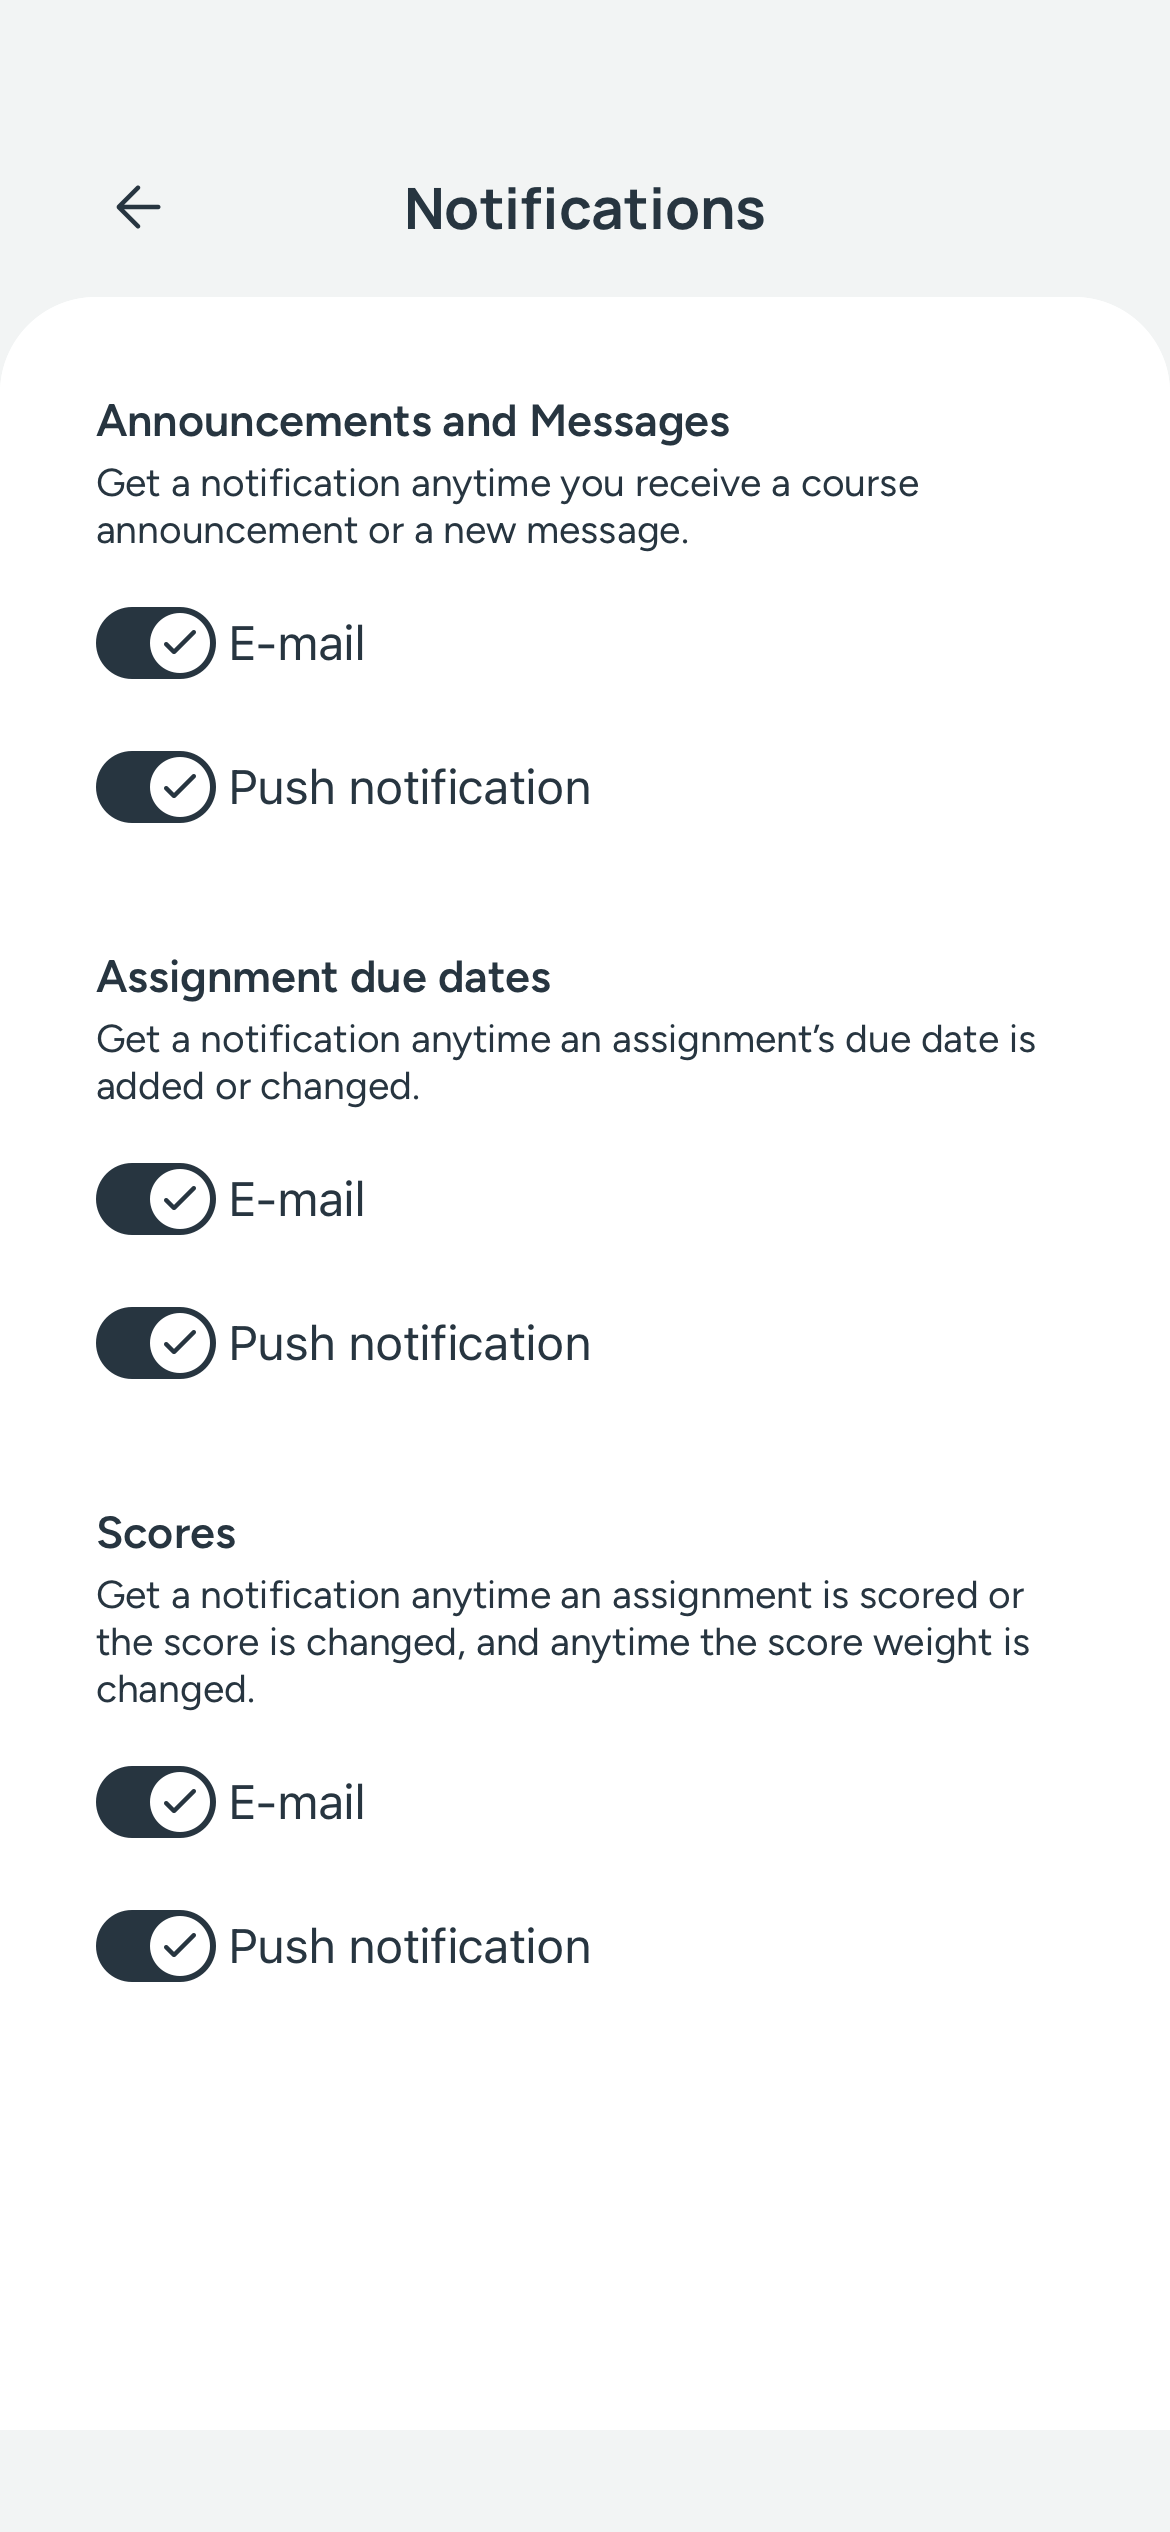 Notifications
Announcements and Messages
Get a notification anytime you receive a course
announcement or a new message.
E-mail
Push notification
Assignment due dates
Get a notification anytime an assignment’s due date is
added or changed.
E-mail
Push notification
Scores
Get a notification anytime an assignment is scored or
the score is changed, and anytime the score weight is
changed.
E-mail
Push notification